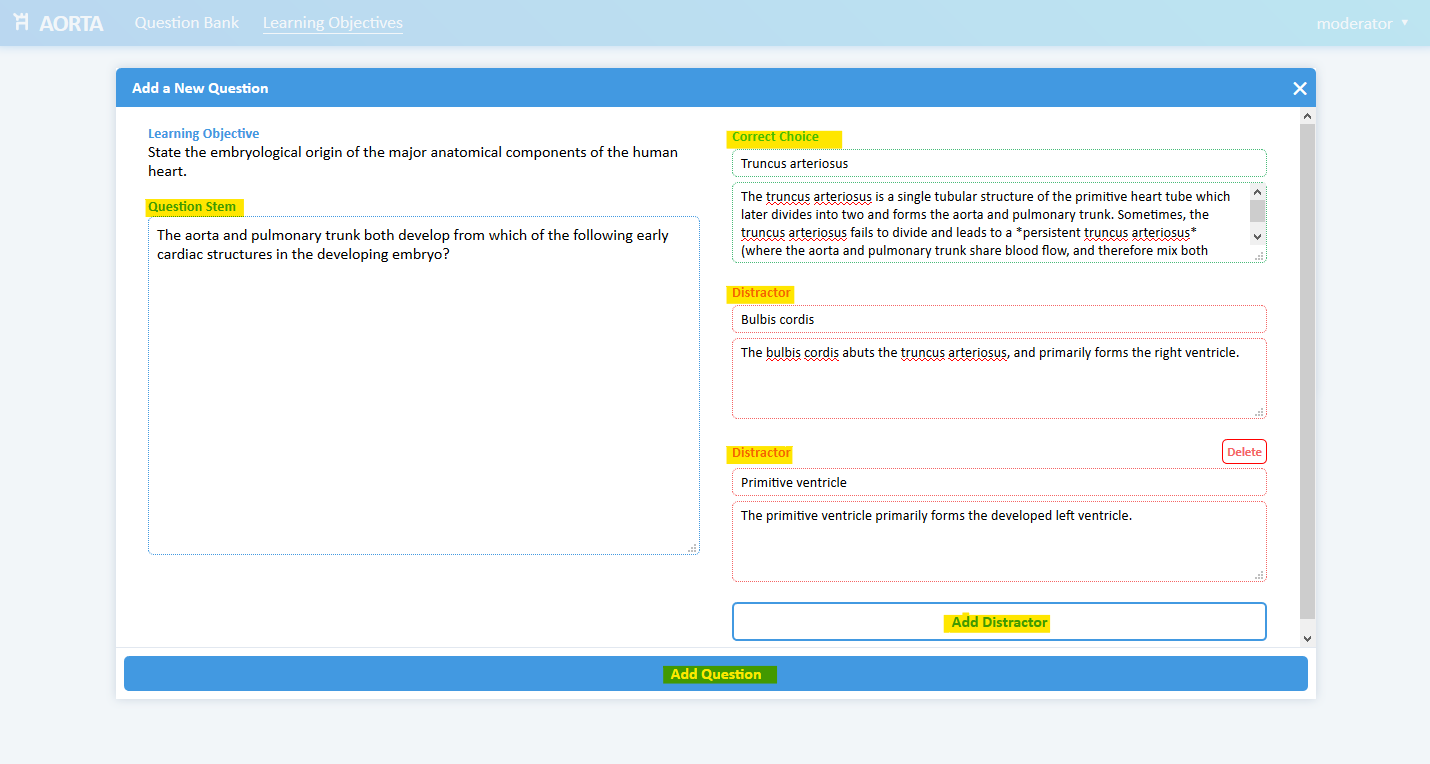 AORTA Question Bank Learning Objectives moderator
Add a New Question
Learning Objective
State the embryological origin of the major anatomical components of the human
heart.
Question Stem
The aorta and pulmonary trunk both develop from which of the following early
cardiac structures in the developing embryo?
Correct Choice
Truncus arteriosus
The truncus arteriosus is a single tubular structure of the primitive heart tube which
later divides into two and forms the aorta and pulmonary trunk. Sometimes, the
truncus arteriosus fails to divide and leads to a *persistent truncus arteriosus*
(where the aorta and pulmonary trunk share blood flow, and therefore mix both
Distractor
Bulbis cordis
The bulbis cordis abuts the truncus arteriosus, and primarily forms the right ventricle.
Distractor
Delete
Primitive ventricle
The primitive ventricle primarily forms the developed left ventricle.
Add Distractor
Add Question